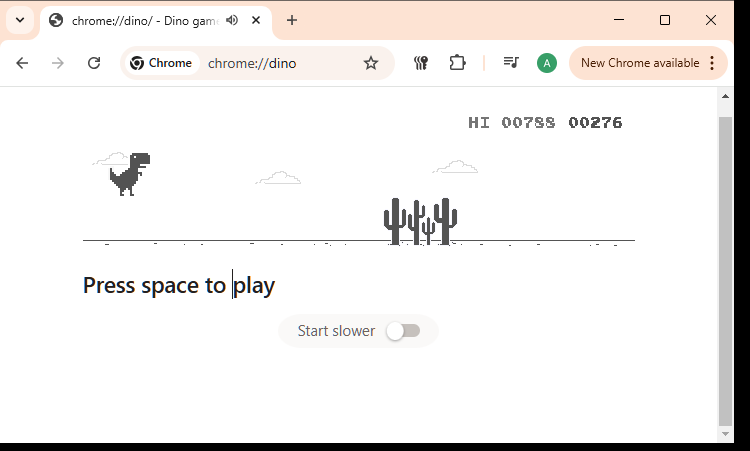 chrome://dino/ - Dino gam
Chrome
chrome://dino
A
New Chrome available
HI 00788 00276
Press space to play
Start slower